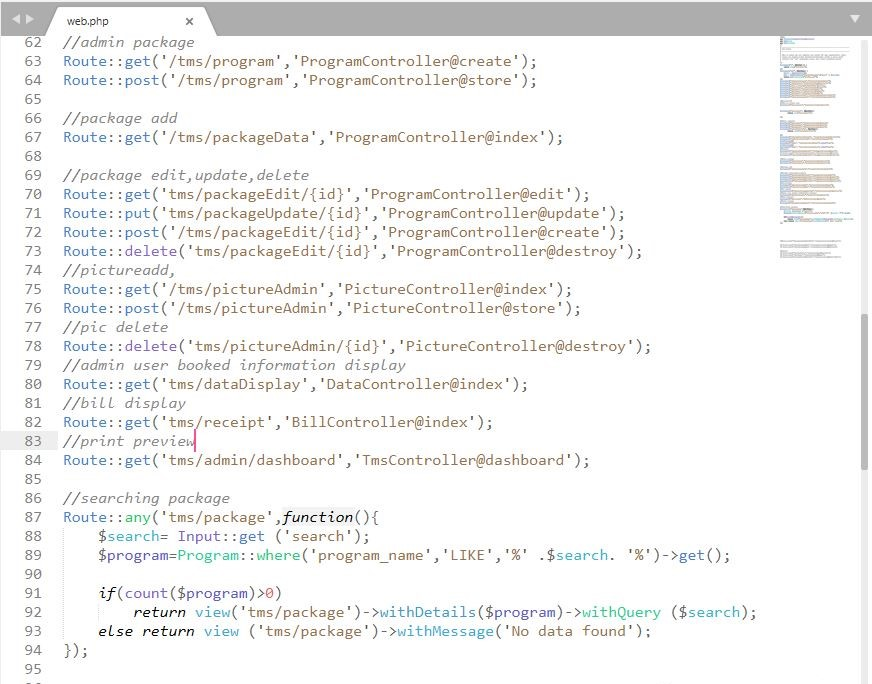 web.php
62 //admin package
63 Route::get('/tms/program','ProgramController@create');
64 Route::post('/tms/program','ProgramController@store');
65
66 //package add
67 Route::get('/tms/packageData','ProgramController@index');
68
69 //package edit,update,delete
70 Route::get('tms/packageEdit/{id}','ProgramController@edit');
71 Route::put('tms/packageUpdate/{id}','ProgramController@update');
72 Route::post('/tms/packageEdit/{id}','ProgramController@create');
73 Route::delete('tms/packageEdit/{id}','ProgramController@destroy');
74 //pictureadd,
75 Route::get('/tms/pictureAdmin','PictureController@index');
76 Route::post('/tms/pictureAdmin','PictureController@store');
77 //pic delete
78 Route::delete('tms/pictureAdmin/{id}','PictureController@destroy');
79 //admin user booked information display
80 Route::get('tms/dataDisplay','DataController@index');
81 //bill display
82 Route::get('tms/receipt','BillController@index');
83 //print preview
84 Route::get('tms/admin/dashboard','TmsController@dashboard');
85
86 //searching package
87 Route::any('tms/package',function(){
88     $search= Input::get ('search');
89     $program=Program::where('program_name','LIKE','%' .$search. '%')->get();
90
91     if(count($program)>0)
92         return view('tms/package')->withDetails($program)->withQuery ($search);
93     else return view ('tms/package')->withMessage('No data found');
94 });
95